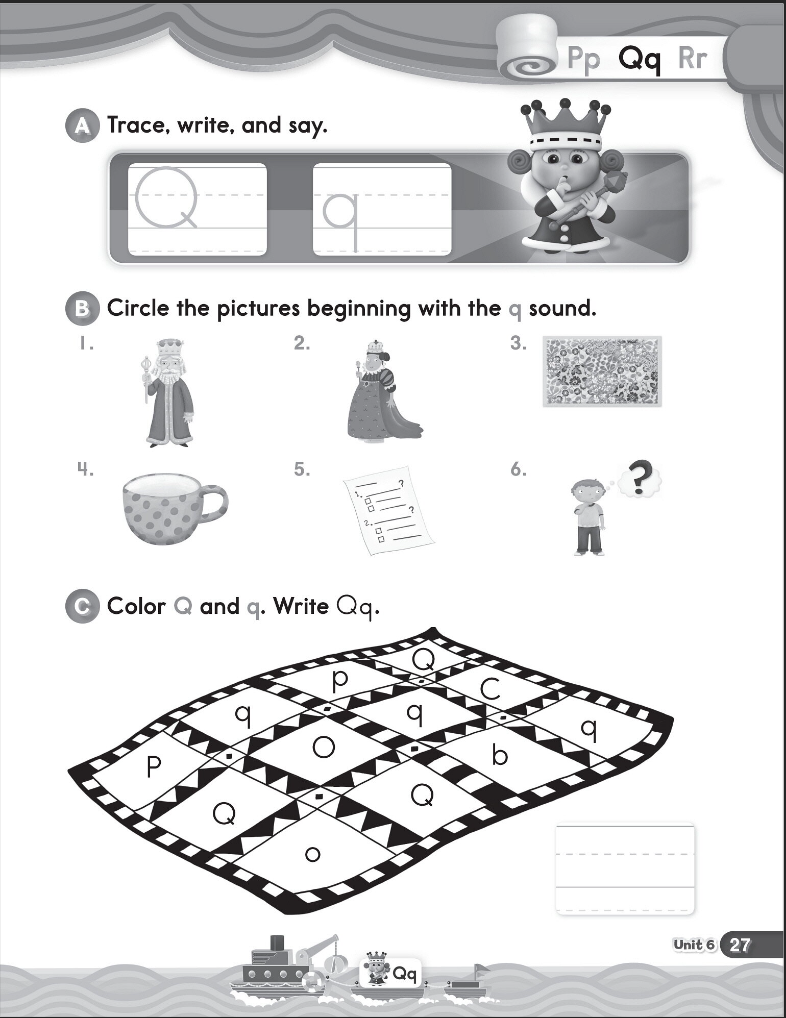 Pp Qq Rr
A Trace, write, and say.
Q q
B Circle the pictures beginning with the q sound.
1. 2. 3.
4. 5. 6.
1. ?
2. ?
?
C Color Q and q. Write Qq.
Q
p C
q q q
P O b
Q Q
o
Unit 6 27
Qq